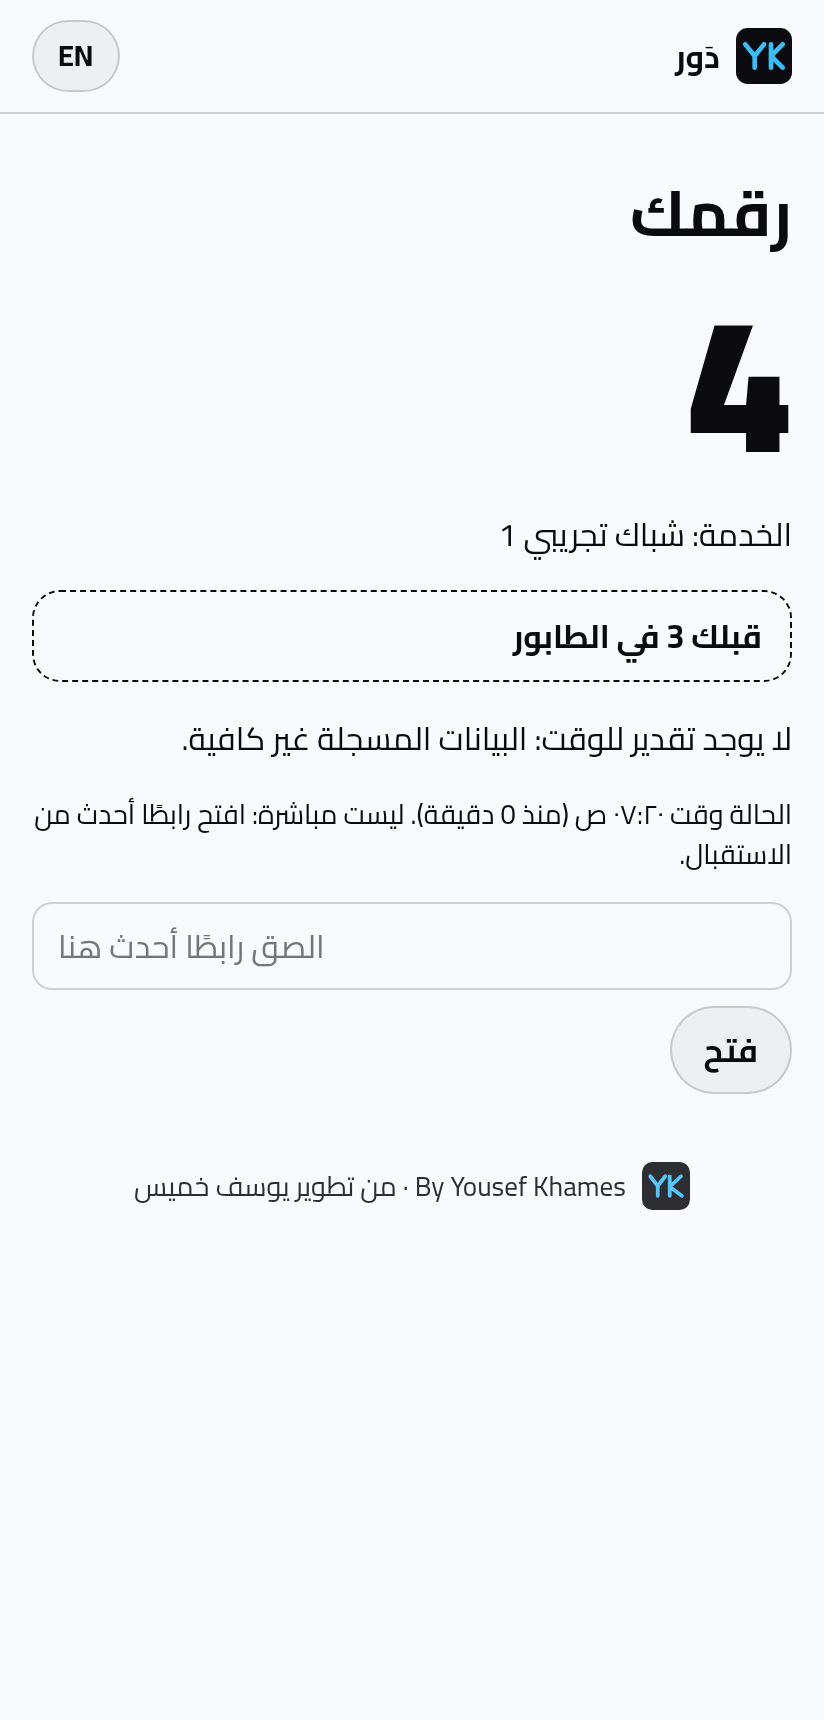 YK دَور
EN
رقمك
4
الخدمة: شباك تجريبي 1
قبلك 3 في الطابور
لا يوجد تقدير للوقت: البيانات المسجلة غير كافية.
الحالة وقت ٠٧:٢٠ ص (منذ 0 دقيقة). ليست مباشرة: افتح رابطًا أحدث من
الاستقبال.
الصق رابطًا أحدث هنا
فتح
YK By Yousef Khames · من تطوير يوسف خميس